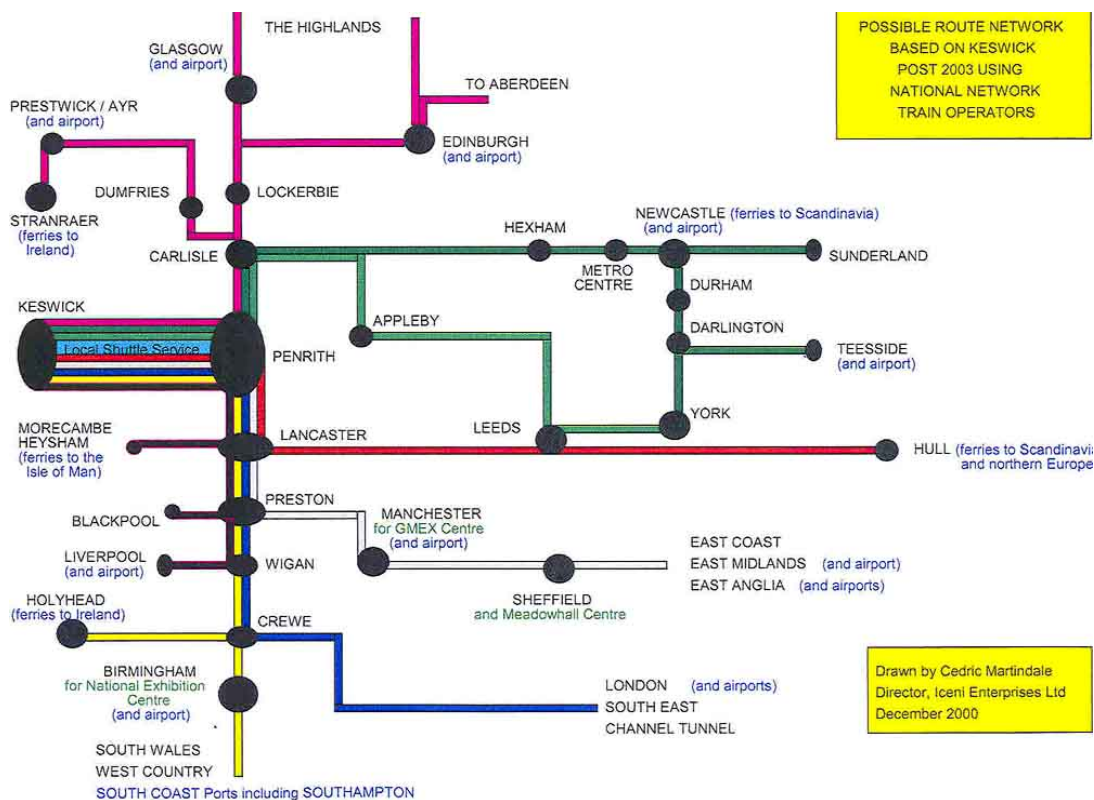 THE HIGHLANDS
GLASGOW
(and airport)
TO ABERDEEN
PRESTWICK / AYR
(and airport)
EDINBURGH
(and airport)
DUMFRIES
LOCKERBIE
STRANRAER
(ferries to
Ireland)
CARLISLE
HEXHAM
METRO
CENTRE
NEWCASTLE (ferries to Scandinavia)
(and airport)
SUNDERLAND
DURHAM
DARLINGTON
TEESSIDE
(and airport)
KESWICK
Local Shuttle Service
PENRITH
APPLEBY
LEEDS
YORK
MORECAMBE
HEYSHAM
(ferries to the
Isle of Man)
LANCASTER
HULL (ferries to Scandinavia
and northern Europe
PRESTON
BLACKPOOL
MANCHESTER
for GMEX Centre
(and airport)
LIVERPOOL
(and airport)
WIGAN
SHEFFIELD
and Meadowhall Centre
EAST COAST
EAST MIDLANDS (and airport)
EAST ANGLIA (and airports)
HOLYHEAD
(ferries to Ireland)
CREWE
BIRMINGHAM
for National Exhibition
Centre
(and airport)
LONDON (and airports)
SOUTH EAST
CHANNEL TUNNEL
SOUTH WALES
WEST COUNTRY
SOUTH COAST Ports including SOUTHAMPTON
POSSIBLE ROUTE NETWORK
BASED ON KESWICK
POST 2003 USING
NATIONAL NETWORK
TRAIN OPERATORS
Drawn by Cedric Martindale
Director, Iceni Enterprises Ltd
December 2000